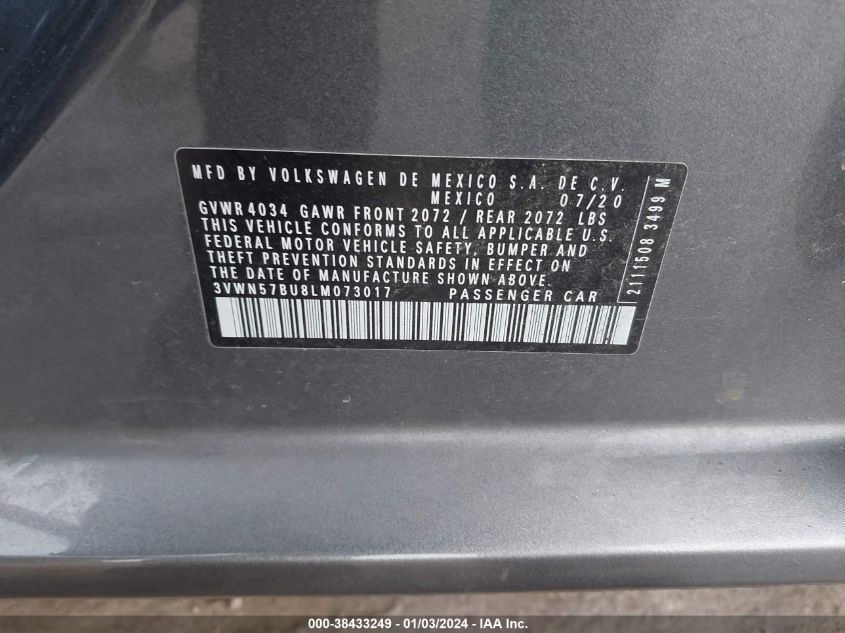 MFD BY VOLKSWAGEN DE MEXICO S.A. DE C.V.
MEXICO 07/20
GVWR 4034 GAWR FRONT 2072 / REAR 2072 LBS
THIS VEHICLE CONFORMS TO ALL APPLICABLE U.S.
FEDERAL MOTOR VEHICLE SAFETY, BUMPER AND
THEFT PREVENTION STANDARDS IN EFFECT ON
THE DATE OF MANUFACTURE SHOWN ABOVE.
3VWN57BU8LM073017 PASSENGER CAR
2111508 3499 M
000-38433249 - 01/03/2024 - IAA Inc.